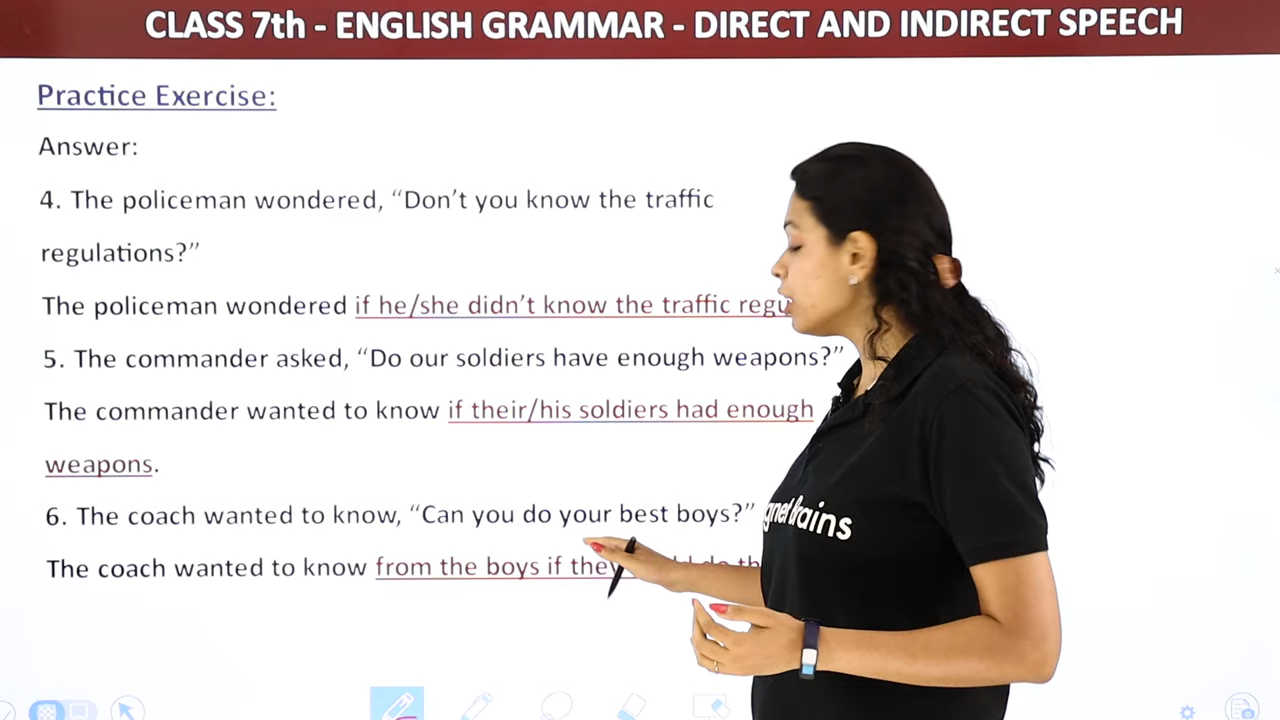 CLASS 7th - ENGLISH GRAMMAR - DIRECT AND INDIRECT SPEECH
Practice Exercise:
Answer:
4. The policeman wondered, “Don’t you know the traffic
regulations?”
The policeman wondered if he/she didn’t know the traffic
5. The commander asked, “Do our soldiers have enough weapons?”
The commander wanted to know if their/his soldiers had enough
weapons.
6. The coach wanted to know, “Can you do your best boys?”
The coach wanted to know from the boys if they do
Brains